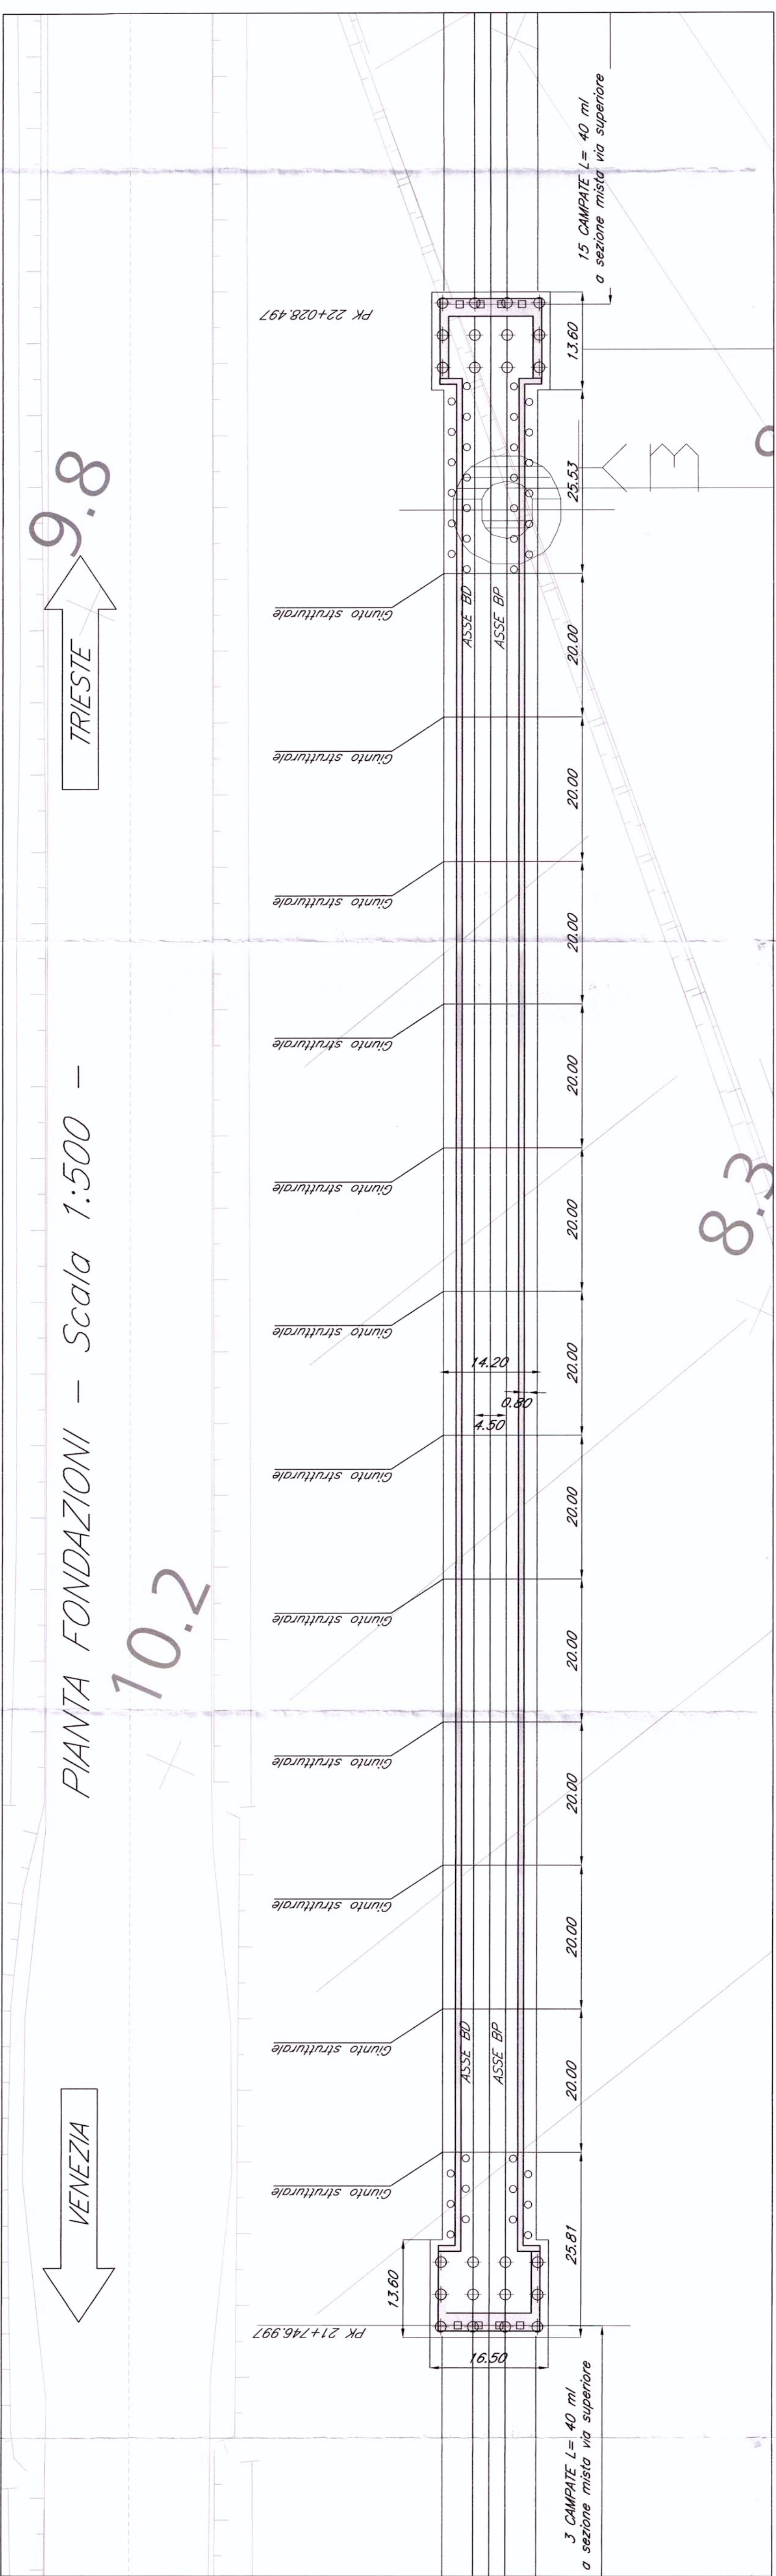 15 CAMPATE L= 40 ml
a sezione mista via superiore
PK 22+028.497
13.60
9.8
KM
25.53
TRIESTE
Giunto strutturale
ASSE BD
ASSE BP
20.00
Giunto strutturale
20.00
Giunto strutturale
20.00
Giunto strutturale
20.00
PIANTA FONDAZIONI - Scala 1:500 -
Giunto strutturale
20.00
8.3
Giunto strutturale
20.00
14.20
0.80
4.50
Giunto strutturale
20.00
10.2
Giunto strutturale
20.00
Giunto strutturale
20.00
Giunto strutturale
20.00
Giunto strutturale
20.00
ASSE BD
ASSE BP
VENEZIA
Giunto strutturale
25.81
13.60
PK 21+746.997
16.50
3 CAMPATE L= 40 ml
a sezione mista via superiore